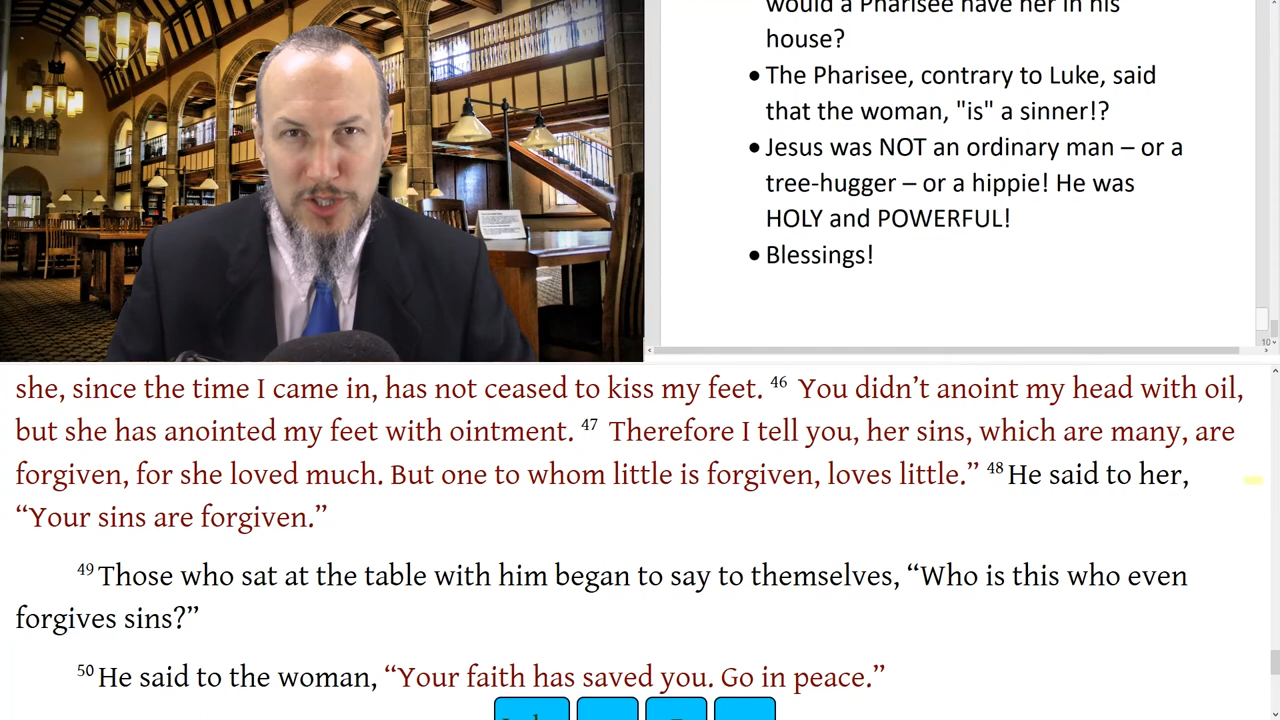 would a Pharisee have her in his
house?
• The Pharisee, contrary to Luke, said
that the woman, "is" a sinner!?
• Jesus was NOT an ordinary man – or a
tree-hugger – or a hippie! He was
HOLY and POWERFUL!
• Blessings!
10
she, since the time I came in, has not ceased to kiss my feet. 46 You didn’t anoint my head with oil,
but she has anointed my feet with ointment. 47 Therefore I tell you, her sins, which are many, are
forgiven, for she loved much. But one to whom little is forgiven, loves little.” 48 He said to her,
“Your sins are forgiven.”
49 Those who sat at the table with him began to say to themselves, “Who is this who even
forgives sins?”
50 He said to the woman, “Your faith has saved you. Go in peace.”